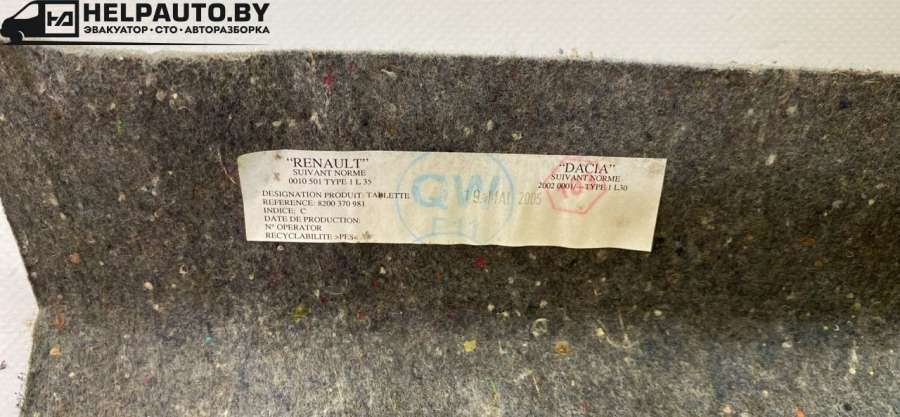 HELPAUTO.BY
ЭВАКУАТОР · СТО · АВТОРАЗБОРКА
"RENAULT"
SUIVANT NORME
0010 501 TYPE 1 L 35
DESIGNATION PRODUIT: TABLETTE
REFERENCE: 8200 370 981
INDICE: C
DATE DE PRODUCTION:
N° OPERATOR
RECYCLABILITE >PES<
QW
19 MAI 2005
"DACIA"
SUIVANT NORME
2002 0001/--TYPE 1 L30